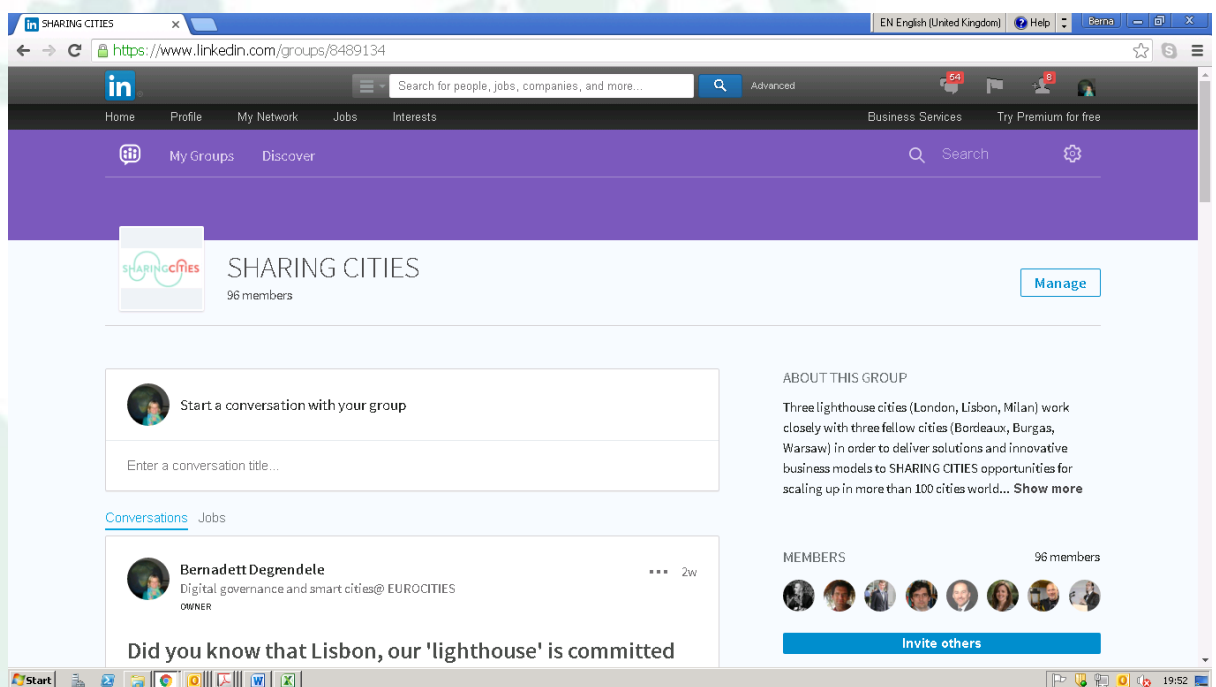 SHARING CITIES
EN English (United Kingdom) Help Berna
https://www.linkedin.com/groups/8489134
in Search for people, jobs, companies, and more... Advanced 54 8
Home Profile My Network Jobs Interests Business Services Try Premium for free
My Groups Discover Search
SHARINGCITIES
SHARING CITIES
96 members
Manage
Start a conversation with your group
Enter a conversation title...
Conversations Jobs
Bernadett Degrendele
Digital governance and smart cities@ EUROCITIES
OWNER
2w
Did you know that Lisbon, our 'lighthouse' is committed
ABOUT THIS GROUP
Three lighthouse cities (London, Lisbon, Milan) work
closely with three fellow cities (Bordeaux, Burgas,
Warsaw) in order to deliver solutions and innovative
business models to SHARING CITIES opportunities for
scaling up in more than 100 cities world... Show more
MEMBERS 96 members
Invite others
Start 19:52